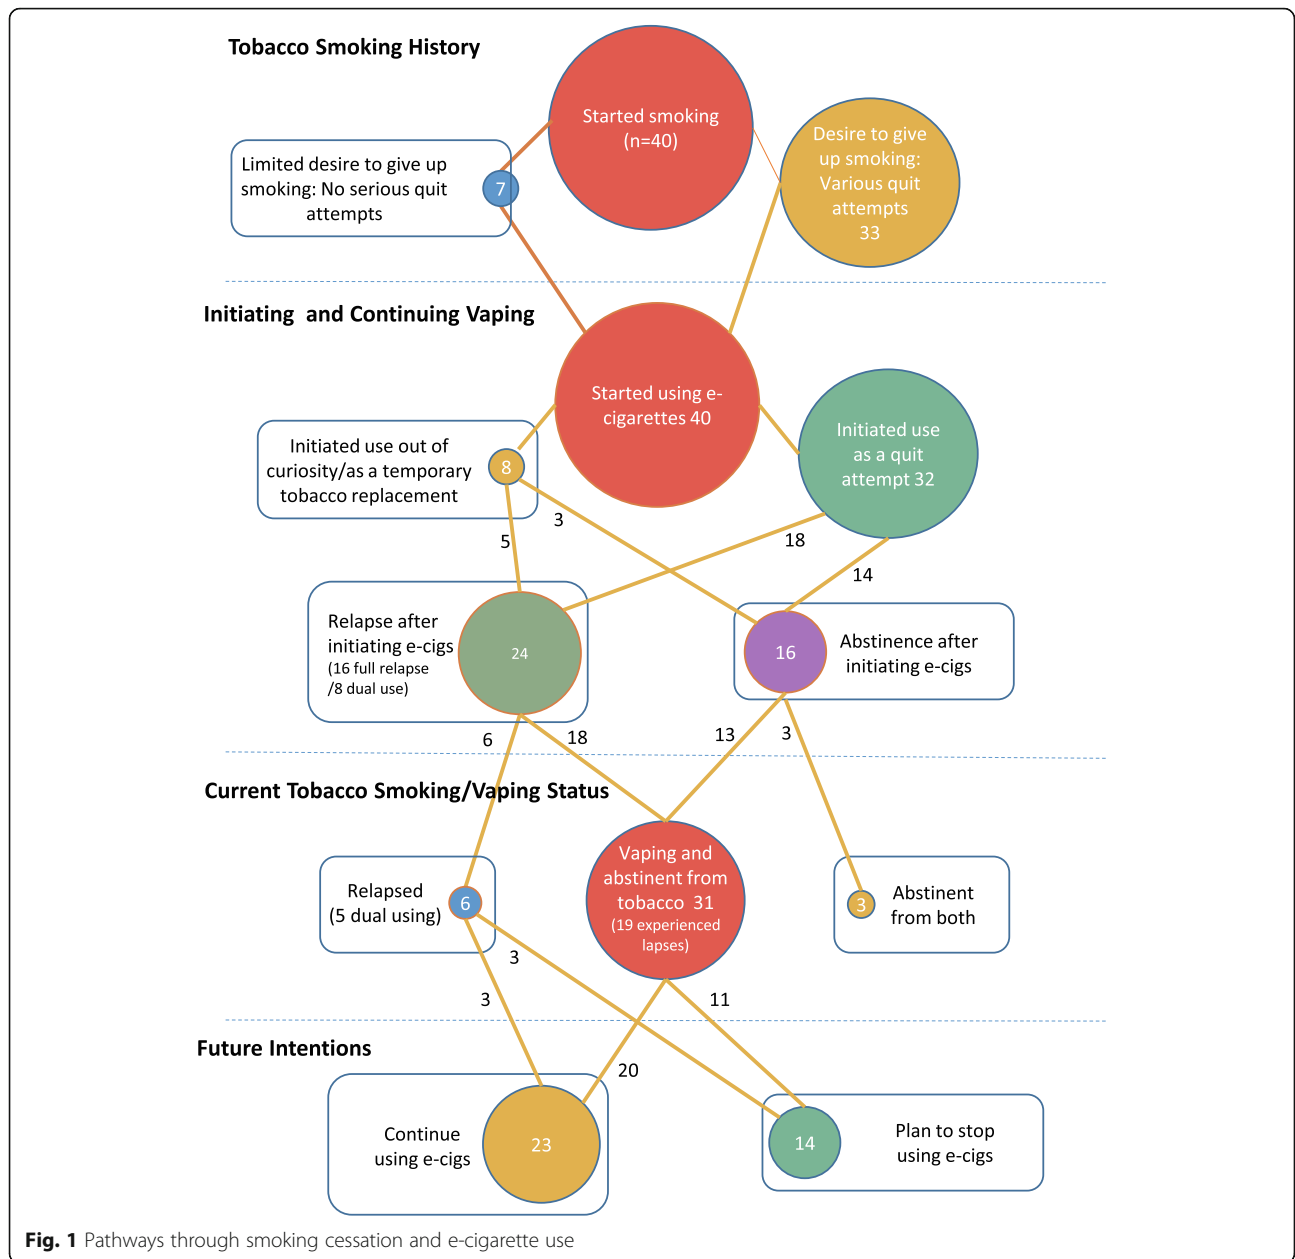 Tobacco Smoking History
Started smoking
(n=40)
Desire to give
up smoking:
Various quit
attempts
33
Limited desire to give up
smoking: No serious quit
attempts
7
Initiating and Continuing Vaping
Started using e-
cigarettes 40
Initiated use
as a quit
attempt 32
Initiated use out of
curiosity/as a temporary
tobacco replacement
8
3
5
18
14
Relapse after
initiating e-cigs
(16 full relapse
/8 dual use)
24
16
Abstinence after
initiating e-cigs
6
18
13
3
Current Tobacco Smoking/Vaping Status
Relapsed
(5 dual using)
6
Vaping and
abstinent from
tobacco 31
(19 experienced
lapses)
3
Abstinent
from both
3
3
11
Future Intentions
20
Continue
using e-cigs
23
14
Plan to stop
using e-cigs
Fig. 1 Pathways through smoking cessation and e-cigarette use